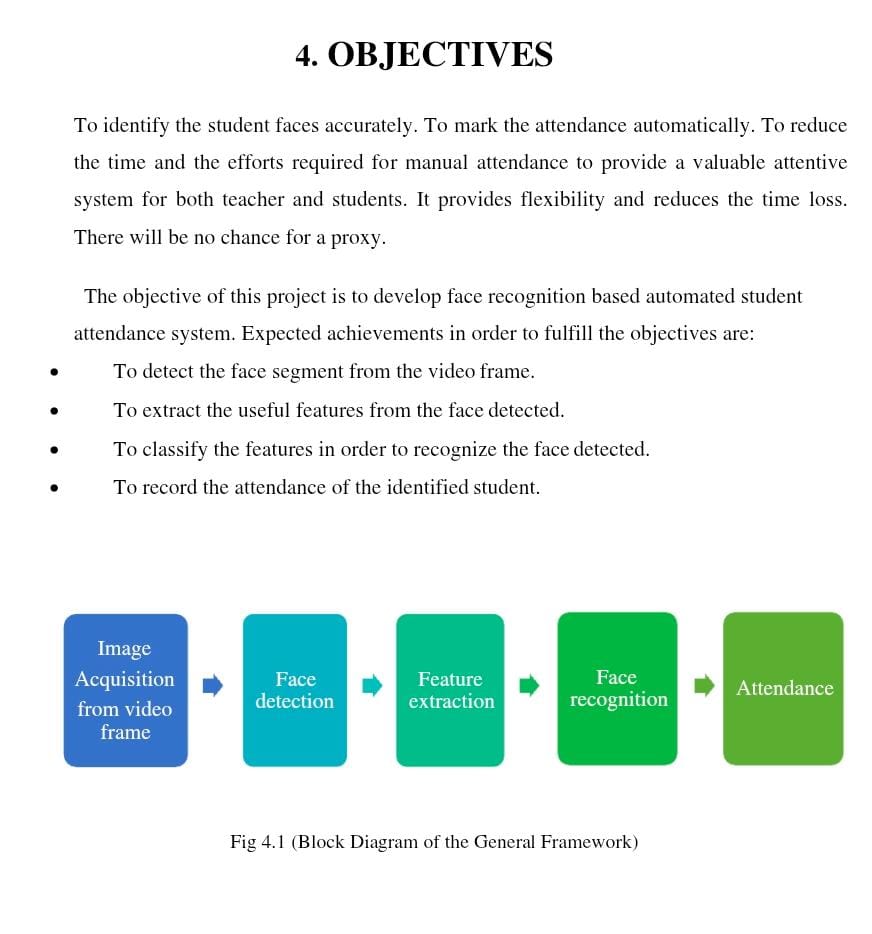 4. OBJECTIVES
To identify the student faces accurately. To mark the attendance automatically. To reduce
the time and the efforts required for manual attendance to provide a valuable attentive
system for both teacher and students. It provides flexibility and reduces the time loss.
There will be no chance for a proxy.
The objective of this project is to develop face recognition based automated student
attendance system. Expected achievements in order to fulfill the objectives are:
• To detect the face segment from the video frame.
• To extract the useful features from the face detected.
• To classify the features in order to recognize the face detected.
• To record the attendance of the identified student.
Image
Acquisition
from video
frame
Face
detection
Feature
extraction
Face
recognition
Attendance
Fig 4.1 (Block Diagram of the General Framework)